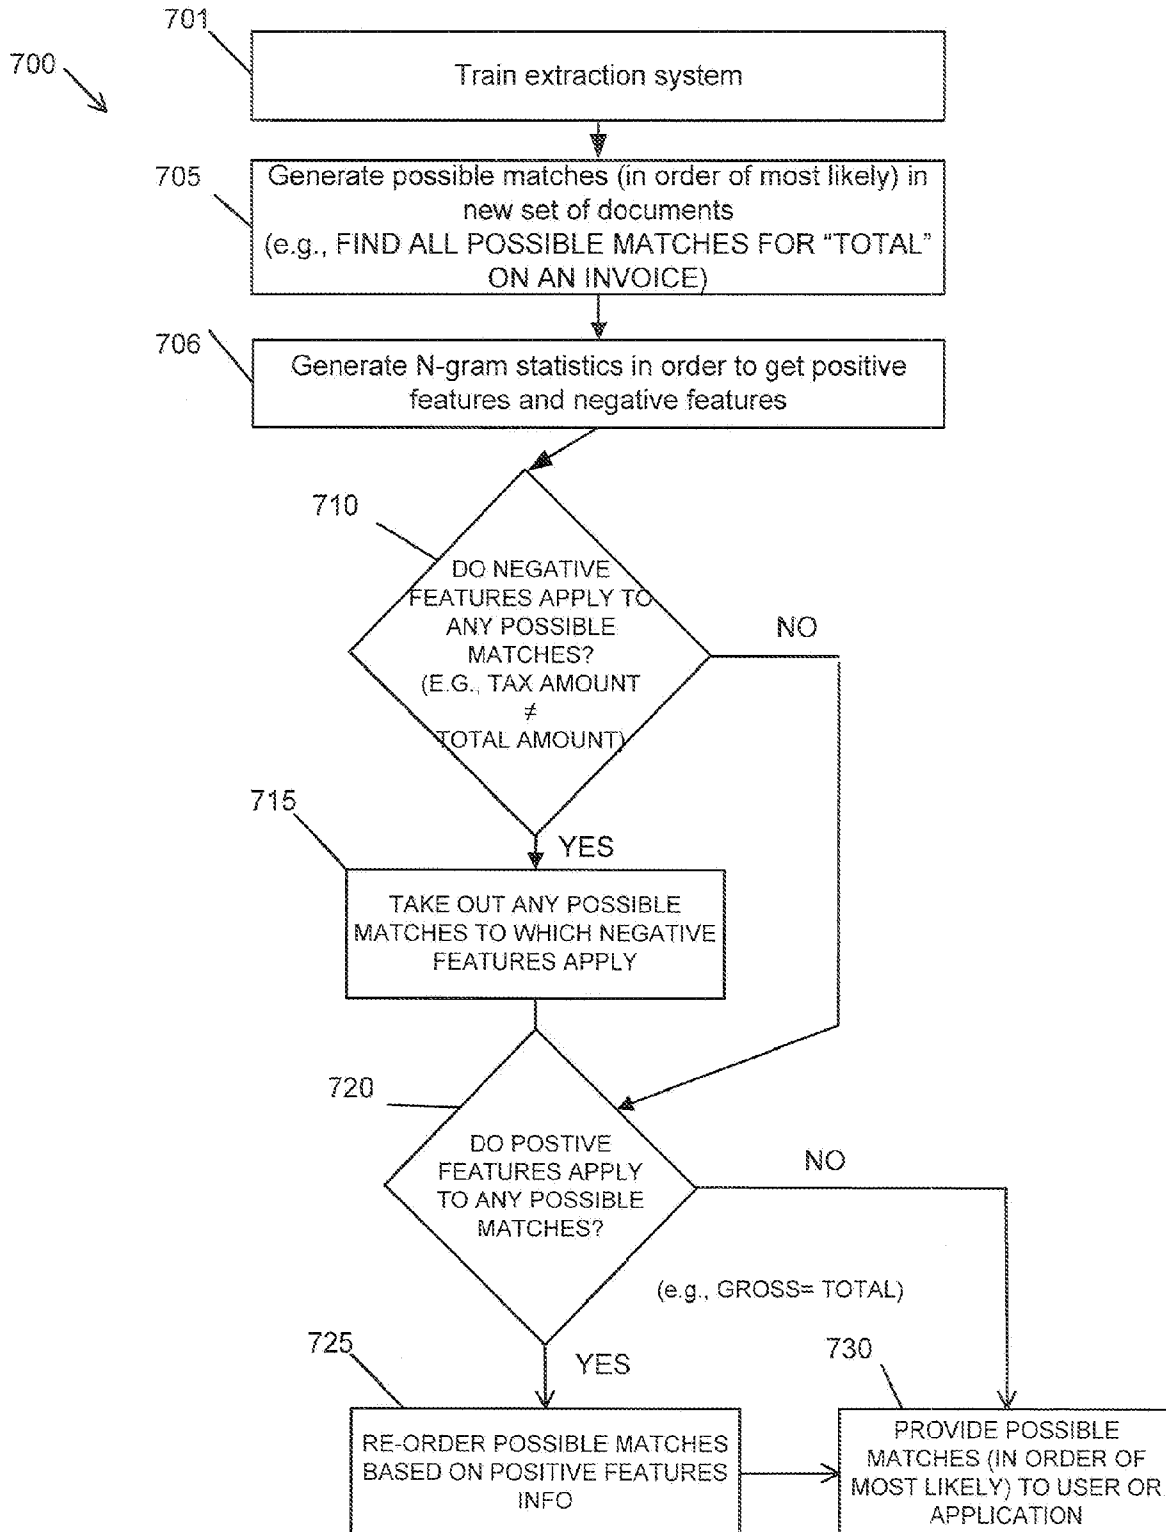 701
700
Train extraction system
705
Generate possible matches (in order of most likely) in
new set of documents
(e.g., FIND ALL POSSIBLE MATCHES FOR “TOTAL”
ON AN INVOICE)
706
Generate N-gram statistics in order to get positive
features and negative features
710
DO NEGATIVE
FEATURES APPLY TO
ANY POSSIBLE
MATCHES?
(E.G., TAX AMOUNT
≠
TOTAL AMOUNT)
NO
715
YES
TAKE OUT ANY POSSIBLE
MATCHES TO WHICH NEGATIVE
FEATURES APPLY
720
DO POSTIVE
FEATURES APPLY
TO ANY POSSIBLE
MATCHES?
NO
(e.g., GROSS= TOTAL)
725
YES
730
RE-ORDER POSSIBLE MATCHES
BASED ON POSITIVE FEATURES
INFO
PROVIDE POSSIBLE
MATCHES (IN ORDER OF
MOST LIKELY) TO USER OR
APPLICATION